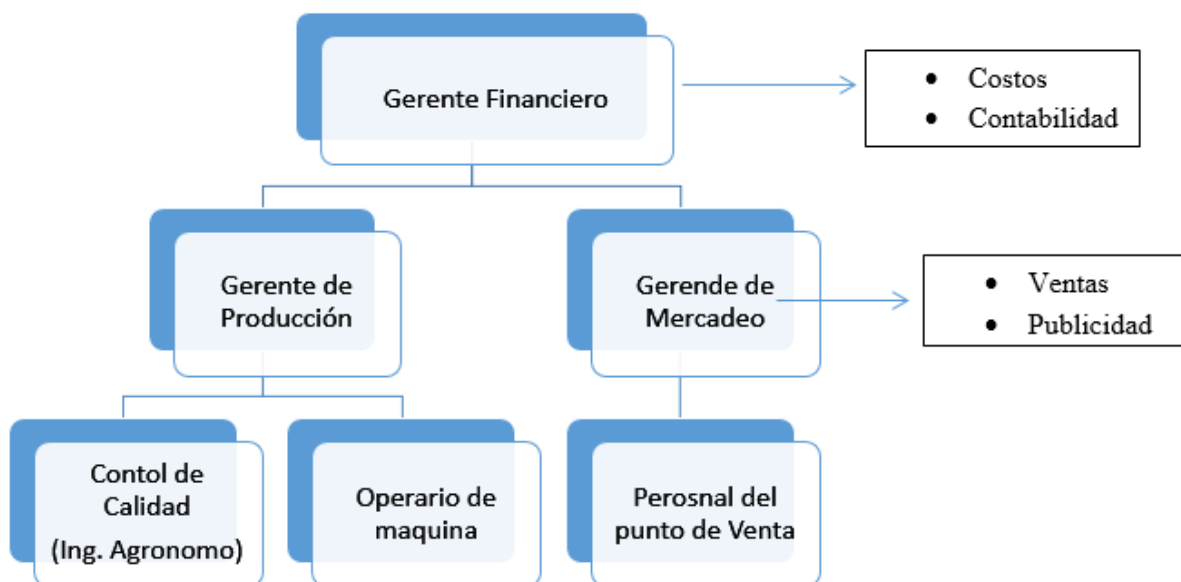 Gerente Financiero
• Costos
• Contabilidad
Gerente de
Producción
Gerende de
Mercadeo
• Ventas
• Publicidad
Contol de
Calidad
(Ing. Agronomo)
Operario de
maquina
Perosnal del
punto de Venta